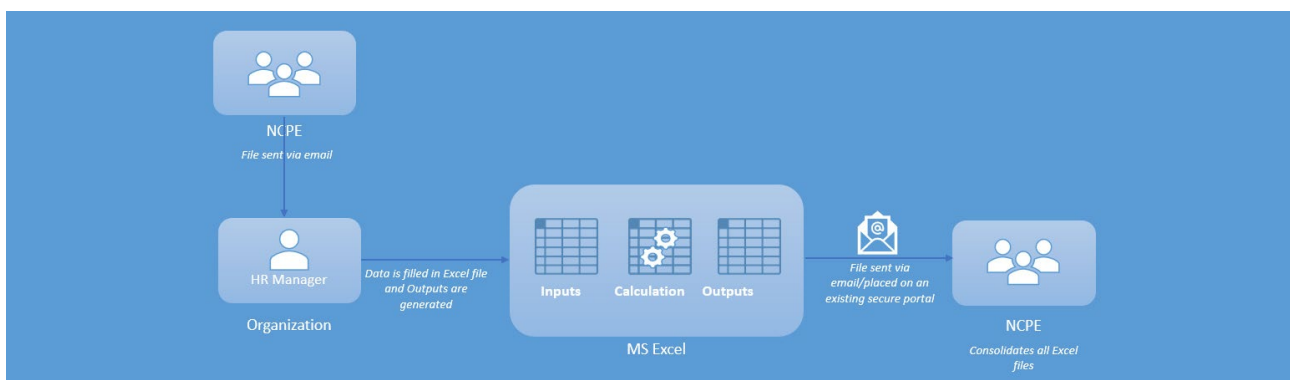 NCPE
File sent via email
HR Manager
Organization
Data is filled in Excel file
and Outputs are
generated
Inputs
Calculation
Outputs
MS Excel
@
File sent via
email/placed on an
existing secure portal
NCPE
Consolidates all Excel
files